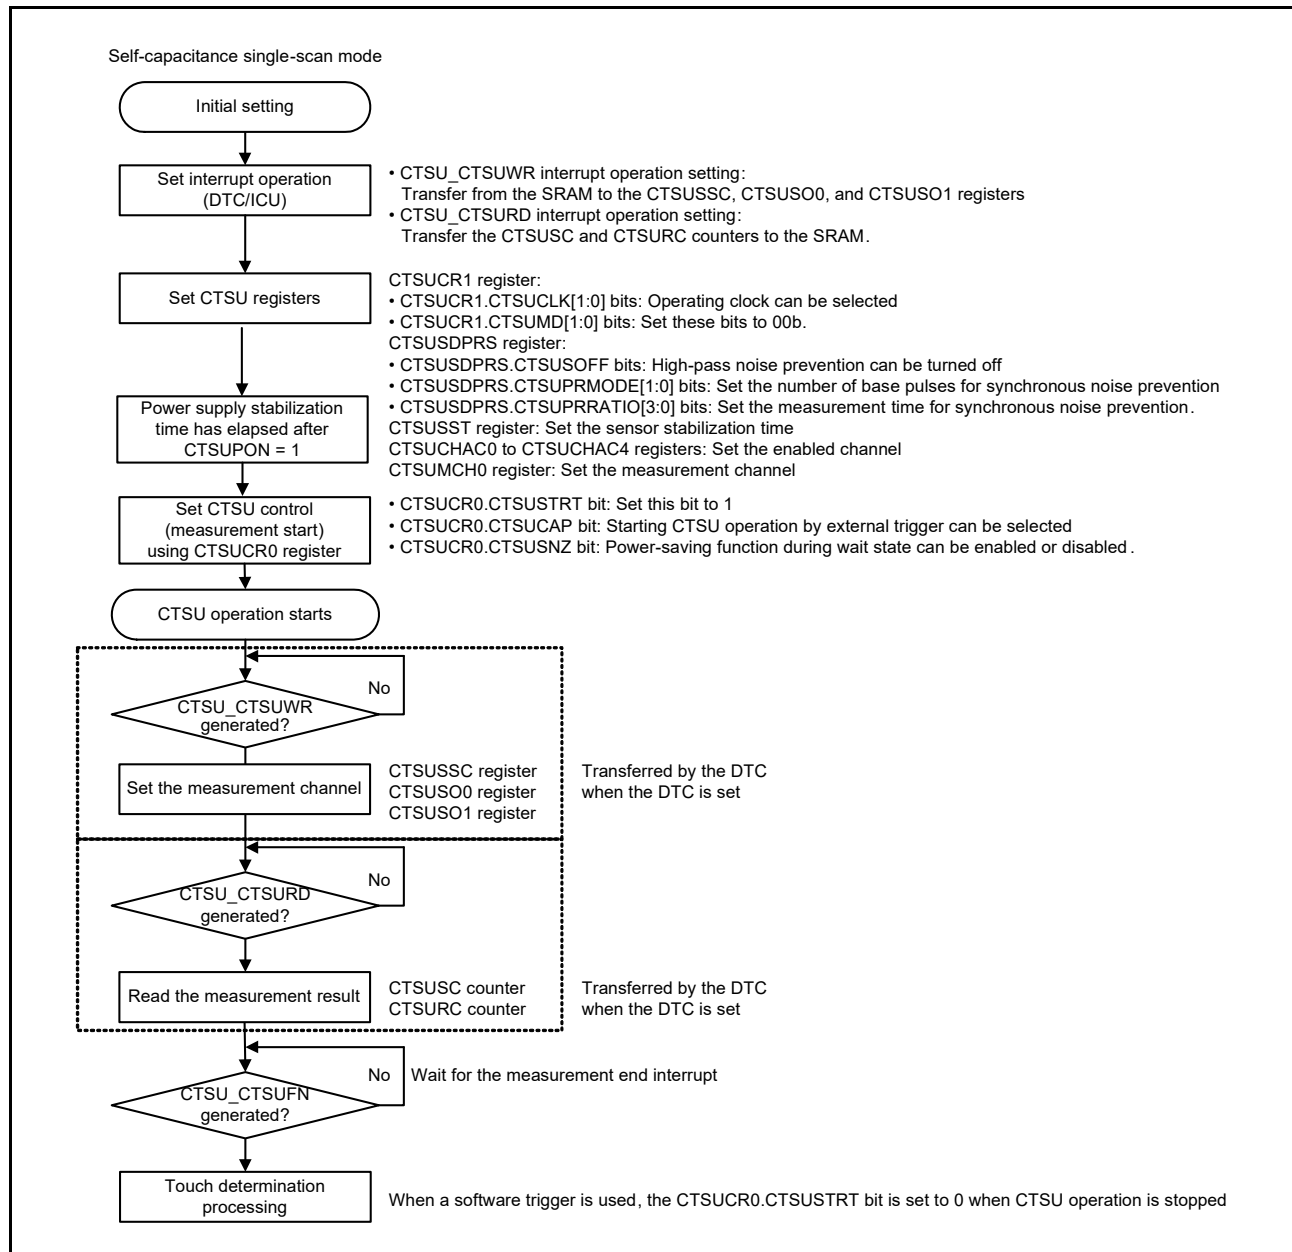 Self-capacitance single-scan mode
Initial setting
Set interrupt operation
(DTC/ICU)
• CTSU_CTSUWR interrupt operation setting:
Transfer from the SRAM to the CTSUSSC, CTSUSO0, and CTSUSO1 registers
• CTSU_CTSURD interrupt operation setting:
Transfer the CTSUSC and CTSURC counters to the SRAM.
Set CTSU registers
CTSUCR1 register:
• CTSUCR1.CTSUCLK[1:0] bits: Operating clock can be selected
• CTSUCR1.CTSUMD[1:0] bits: Set these bits to 00b.
CTSUSDPRS register:
• CTSUSDPRS.CTSUSOFF bits: High-pass noise prevention can be turned off
• CTSUSDPRS.CTSUPRMODE[1:0] bits: Set the number of base pulses for synchronous noise prevention
• CTSUSDPRS.CTSUPRRATIO[3:0] bits: Set the measurement time for synchronous noise prevention.
CTSUSST register: Set the sensor stabilization time
CTSUCHAC0 to CTSUCHAC4 registers: Set the enabled channel
CTSUMCH0 register: Set the measurement channel
Power supply stabilization
time has elapsed after
CTSUPON = 1
Set CTSU control
(measurement start)
using CTSUCR0 register
• CTSUCR0.CTSUSTRT bit: Set this bit to 1
• CTSUCR0.CTSUCAP bit: Starting CTSU operation by external trigger can be selected
• CTSUCR0.CTSUSNZ bit: Power-saving function during wait state can be enabled or disabled.
CTSU operation starts
No
CTSU_CTSUWR
generated?
Set the measurement channel
CTSUSSC register
CTSUSO0 register
CTSUSO1 register
Transferred by the DTC
when the DTC is set
No
CTSU_CTSURD
generated?
Read the measurement result
CTSUSC counter
CTSURC counter
Transferred by the DTC
when the DTC is set
No
Wait for the measurement end interrupt
CTSU_CTSUFN
generated?
Touch determination
processing
When a software trigger is used, the CTSUCR0.CTSUSTRT bit is set to 0 when CTSU operation is stopped